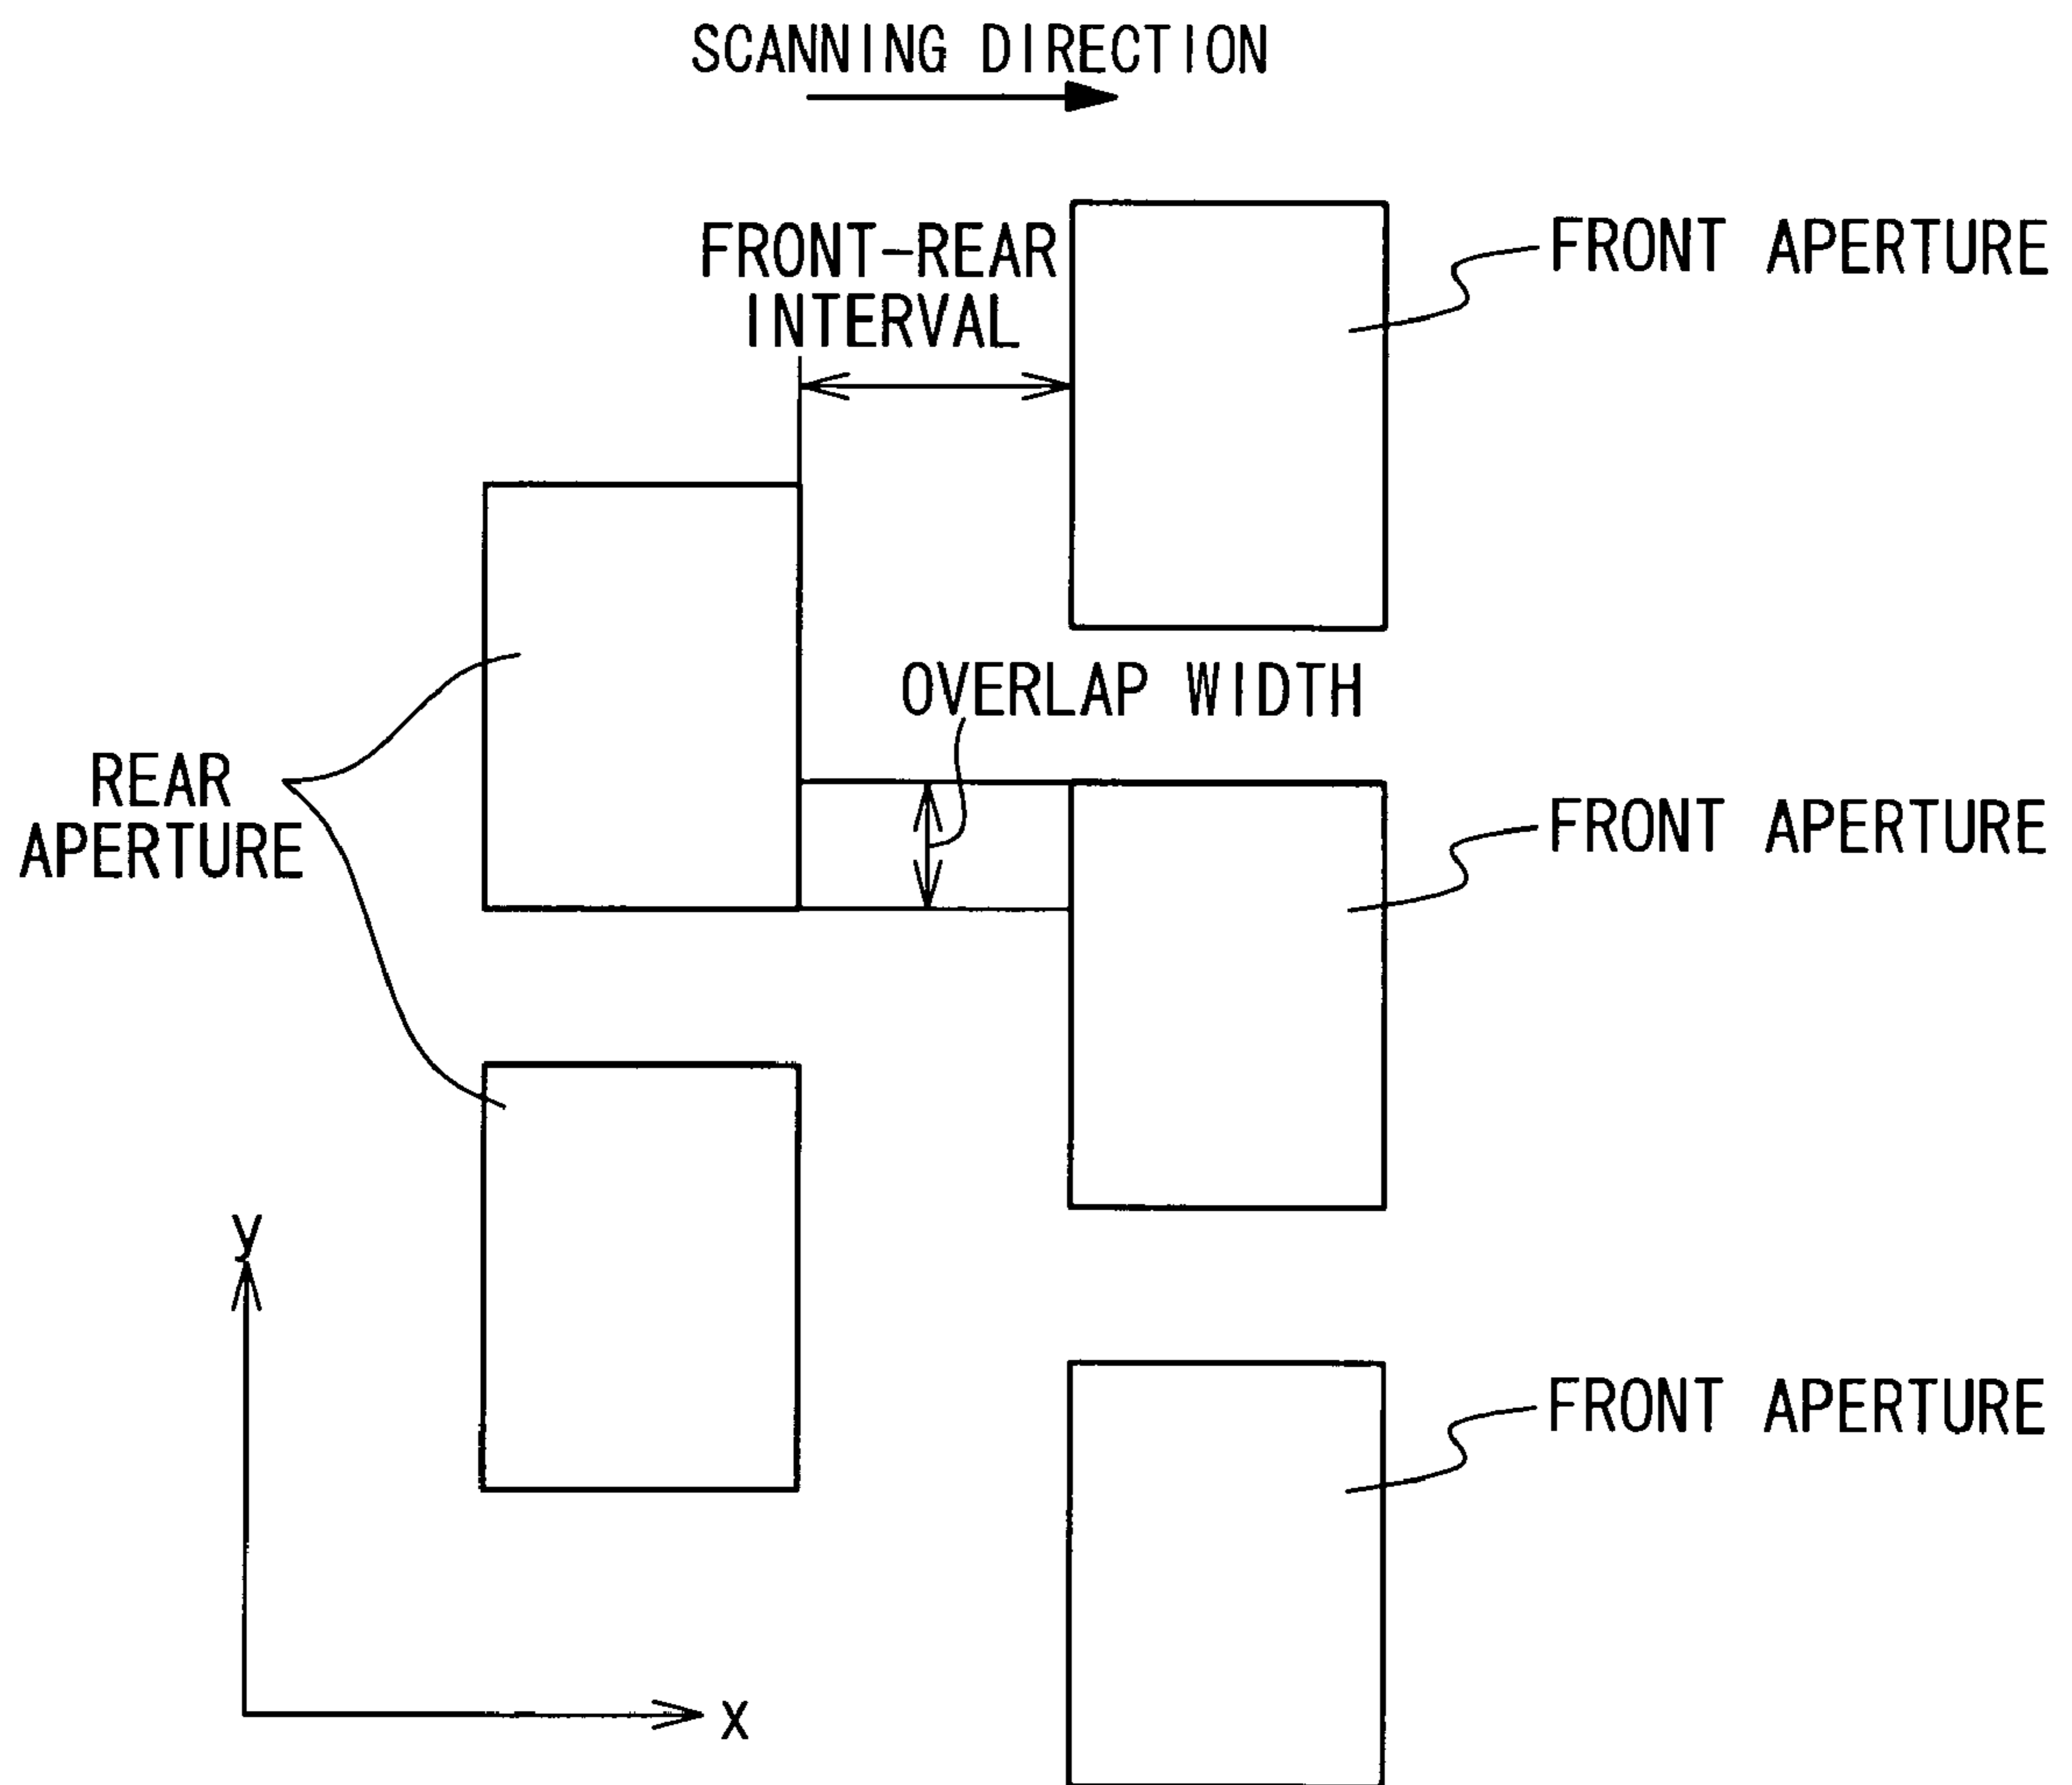 SCANNING DIRECTION
FRONT-REAR
INTERVAL
FRONT APERTURE
OVERLAP WIDTH
REAR
APERTURE
FRONT APERTURE
y
FRONT APERTURE
x